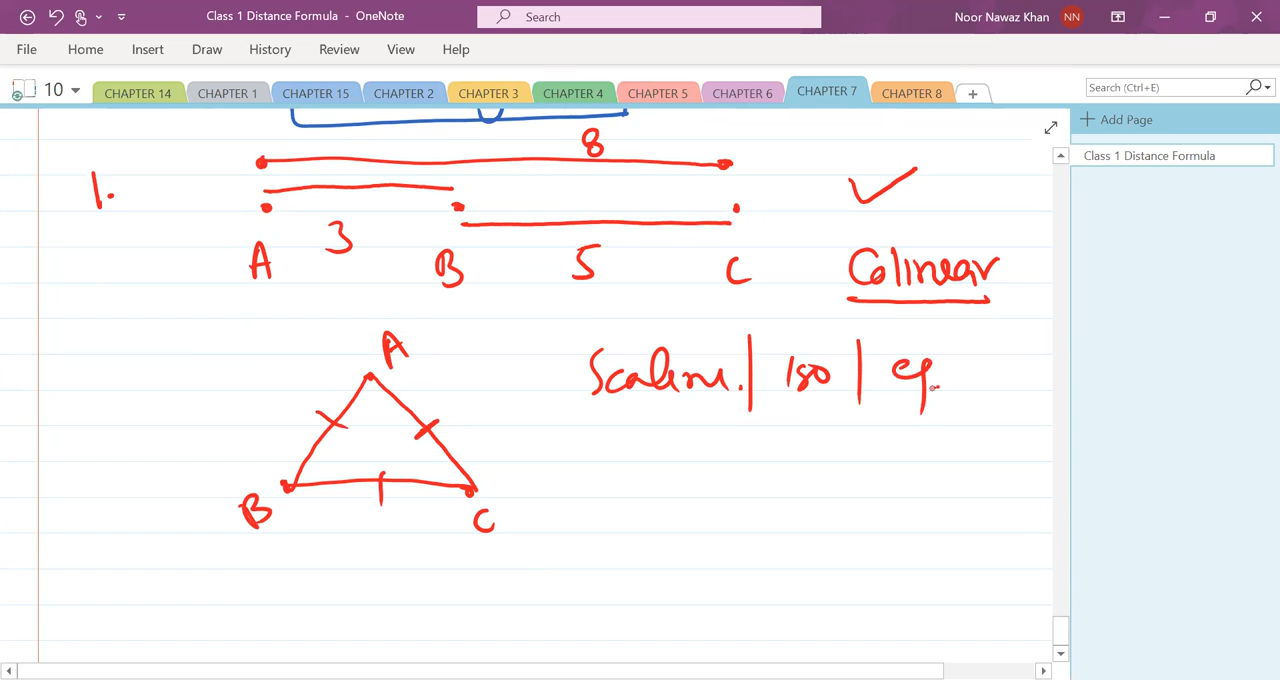 Class 1 Distance Formula - OneNote
Search
Noor Nawaz Khan NN
File Home Insert Draw History Review View Help
10 CHAPTER 14 CHAPTER 1 CHAPTER 15 CHAPTER 2 CHAPTER 3 CHAPTER 4 CHAPTER 5 CHAPTER 6 CHAPTER 7 CHAPTER 8 +
Search (Ctrl+E)
Add Page
Class 1 Distance Formula
8
1.
3
A B 5 C Colinear
A
Scalene. | Iso | eq
B
C